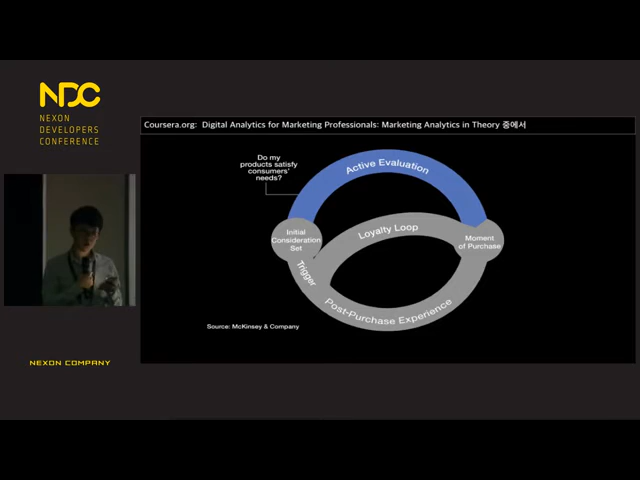 NDC
NEXON
DEVELOPERS
CONFERENCE
Coursera.org: Digital Analytics for Marketing Professionals: Marketing Analytics in Theory 중에서
Do my
products satisfy
consumers'
needs?
Active Evaluation
Initial
Consideration
Set
Loyalty Loop
Moment
of Purchase
Trigger
Post-Purchase Experience
Source: McKinsey & Company
NEXON COMPANY